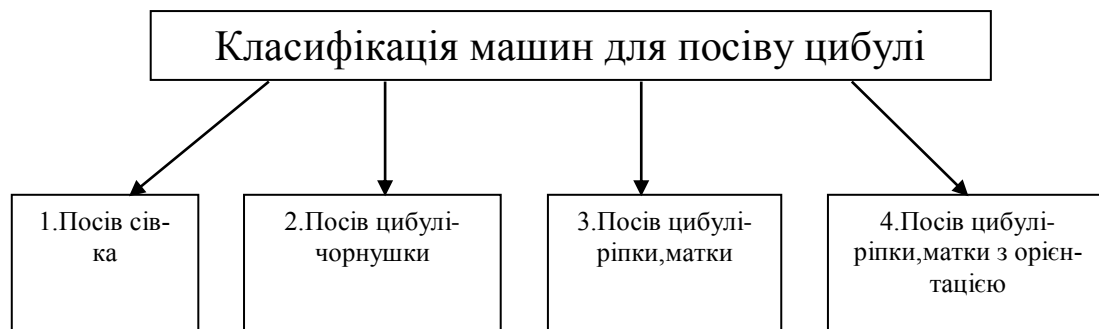 Класифікація машин для посіву цибулі
1.Посів сів-
ка
2.Посів цибулі-
чорнушки
3.Посів цибулі-
ріпки,матки
4.Посів цибулі-
ріпки,матки з орієн-
тацією